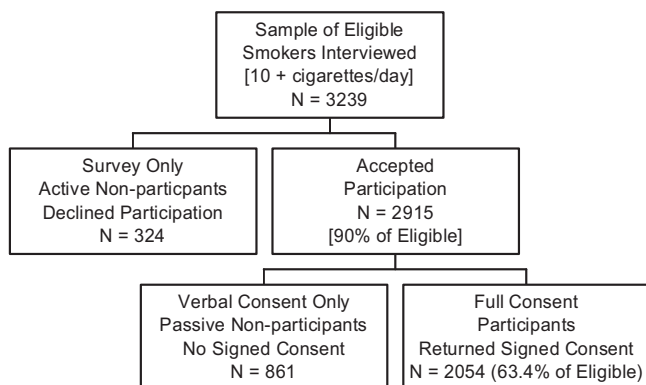 Sample of Eligible
Smokers Interviewed
[10 + cigarettes/day]
N = 3239
Survey Only
Active Non-particpants
Declined Participation
N = 324
Accepted
Participation
N = 2915
[90% of Eligible]
Verbal Consent Only
Passive Non-participants
No Signed Consent
N = 861
Full Consent
Participants
Returned Signed Consent
N = 2054 (63.4% of Eligible)